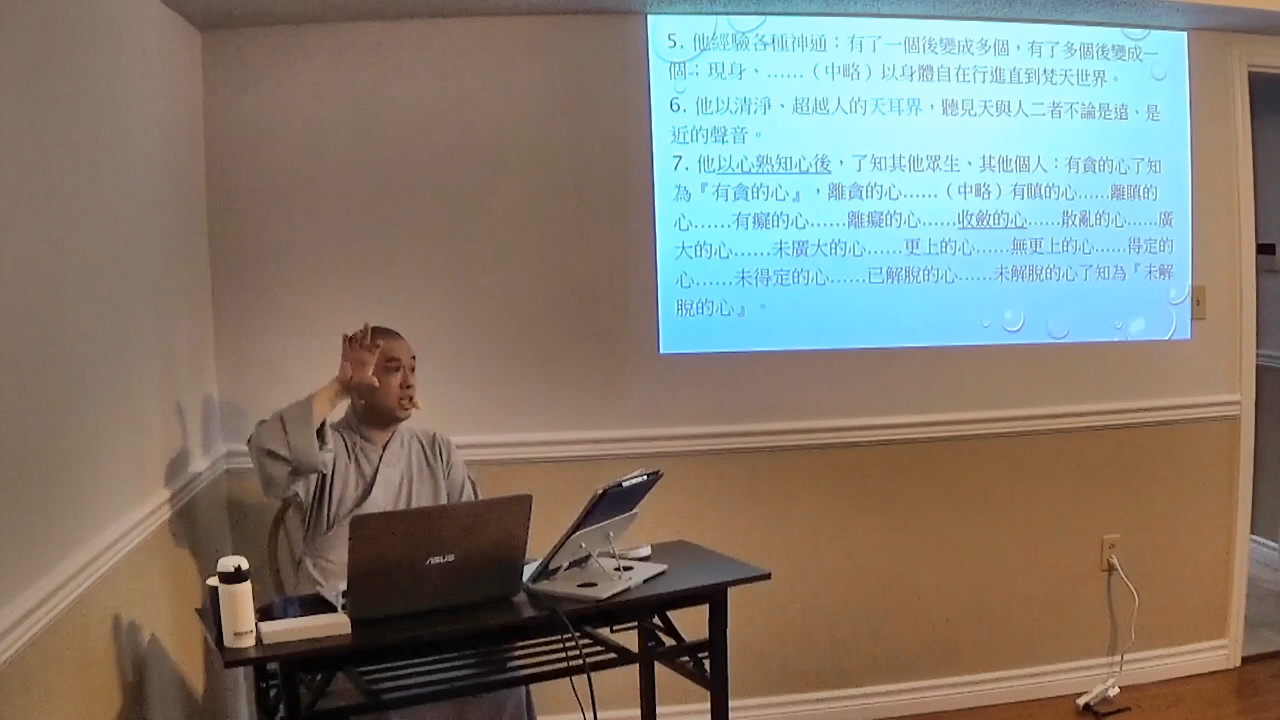 5. 他經驗各種神通：有了一個後變成多個，有了多個後變成一
個；現身、……（中略）以身體自在行進直到梵天世界。
6. 他以清淨、超越人的天耳界，聽見天與人二者不論是遠、是
近的聲音。
7. 他以心熟知心後，了知其他眾生、其他個人：有貪的心了知
為『有貪的心』，離貪的心……（中略）有瞋的心……離瞋的
心……有癡的心……離癡的心……收斂的心……散亂的心……廣
大的心……未廣大的心……更上的心……無更上的心……得定的
心……未得定的心……已解脫的心……未解脫的心了知為『未解
脫的心』。
ASUS